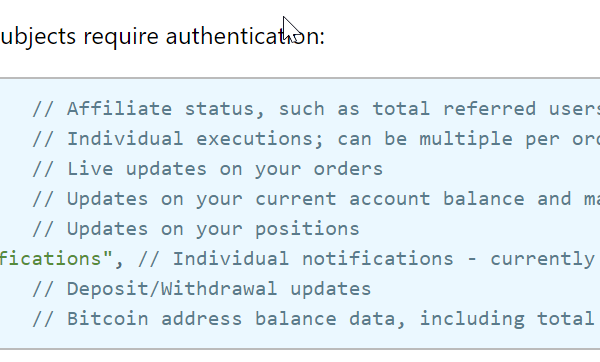 ubjects require authentication:
// Affiliate status, such as total referred users
// Individual executions; can be multiple per ord
// Live updates on your orders
// Updates on your current account balance and ma
// Updates on your positions
fications", // Individual notifications - currently
// Deposit/Withdrawal updates
// Bitcoin address balance data, including total